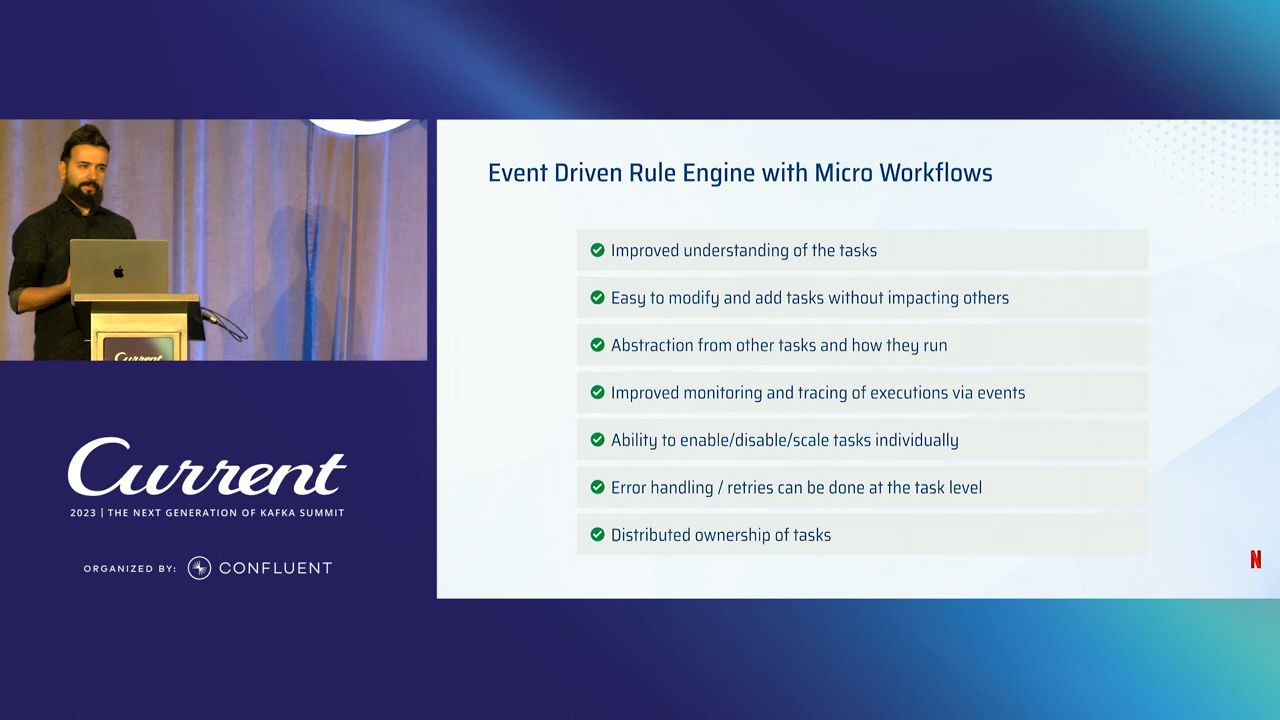 Event Driven Rule Engine with Micro Workflows
Improved understanding of the tasks
Easy to modify and add tasks without impacting others
Abstraction from other tasks and how they run
Improved monitoring and tracing of executions via events
Ability to enable/disable/scale tasks individually
Error handling / retries can be done at the task level
Distributed ownership of tasks
N
Current
Current
2023 | THE NEXT GENERATION OF KAFKA SUMMIT
ORGANIZED BY: CONFLUENT